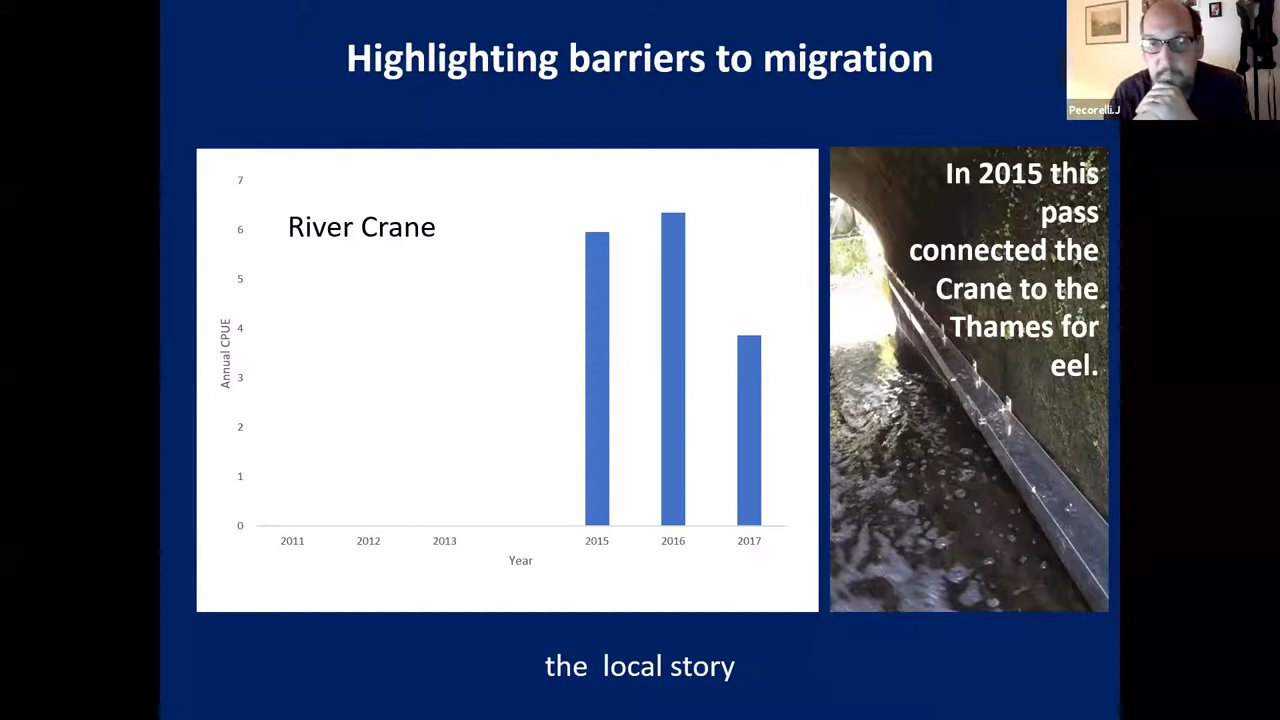 Highlighting barriers to migration
Pecorelli.J
River Crane
7
6
5
4
3
2
1
0
Annual CPUE
2011 2012 2013 2015 2016 2017
Year
In 2015 this
pass
connected the
Crane to the
Thames for
eel.
the local story